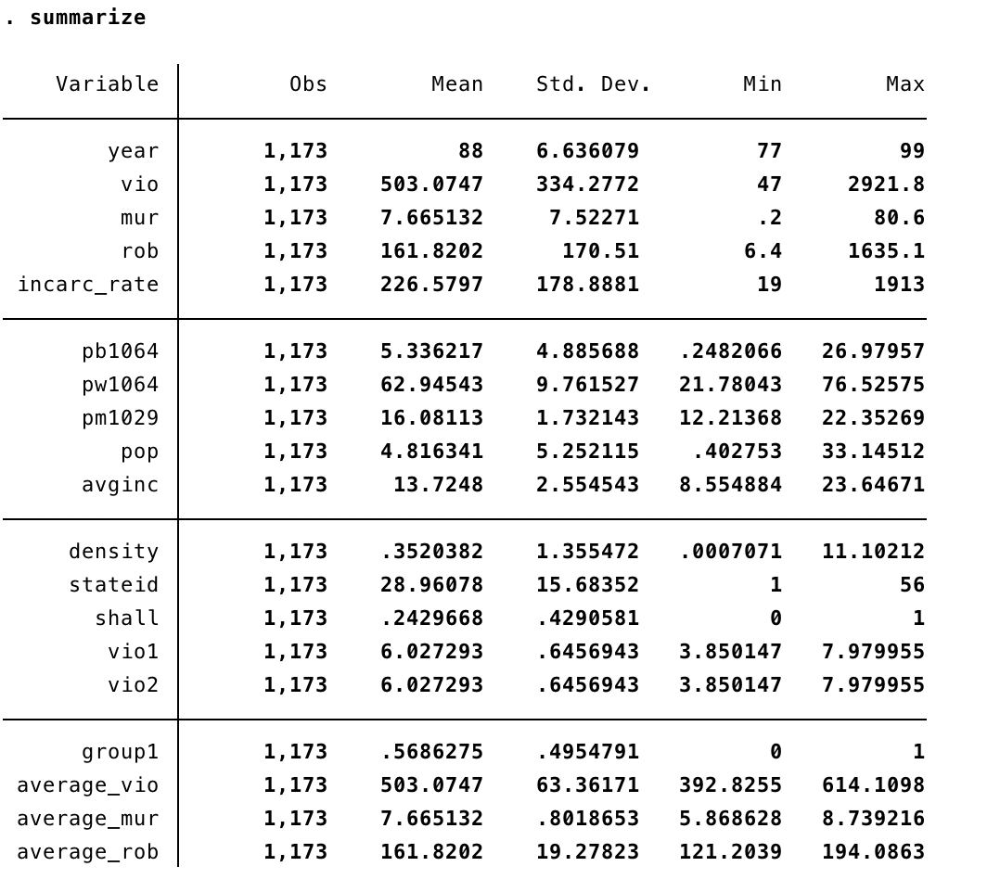 . summarize
Variable Obs Mean Std. Dev. Min Max
year 1,173 88 6.636079 77 99
vio 1,173 503.0747 334.2772 47 2921.8
mur 1,173 7.665132 7.52271 .2 80.6
rob 1,173 161.8202 170.51 6.4 1635.1
incarc_rate 1,173 226.5797 178.8881 19 1913
pb1064 1,173 5.336217 4.885688 .2482066 26.97957
pw1064 1,173 62.94543 9.761527 21.78043 76.52575
pm1029 1,173 16.08113 1.732143 12.21368 22.35269
pop 1,173 4.816341 5.252115 .402753 33.14512
avginc 1,173 13.7248 2.554543 8.554884 23.64671
density 1,173 .3520382 1.355472 .0007071 11.10212
stateid 1,173 28.96078 15.68352 1 56
shall 1,173 .2429668 .4290581 0 1
vio1 1,173 6.027293 .6456943 3.850147 7.979955
vio2 1,173 6.027293 .6456943 3.850147 7.979955
group1 1,173 .5686275 .4954791 0 1
average_vio 1,173 503.0747 63.36171 392.8255 614.1098
average_mur 1,173 7.665132 .8018653 5.868628 8.739216
average_rob 1,173 161.8202 19.27823 121.2039 194.0863